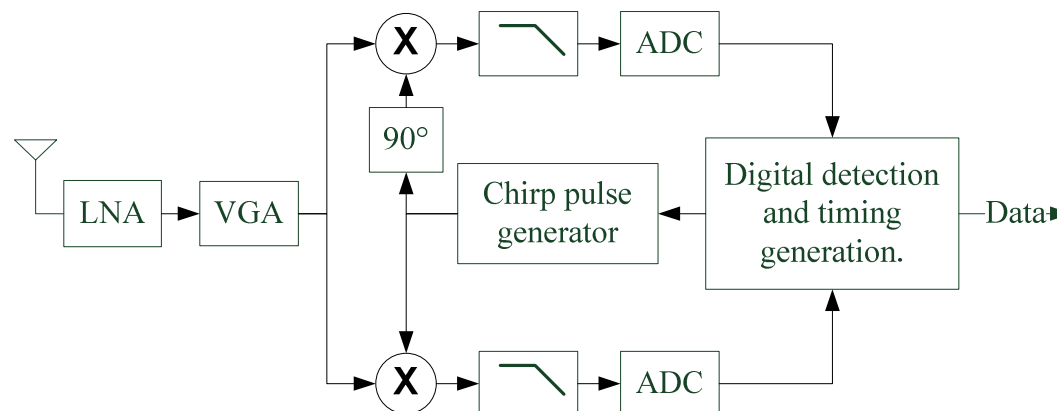 X
ADC
90°
LNA
VGA
Chirp pulse
generator
Digital detection
and timing
generation.
Data
X
ADC